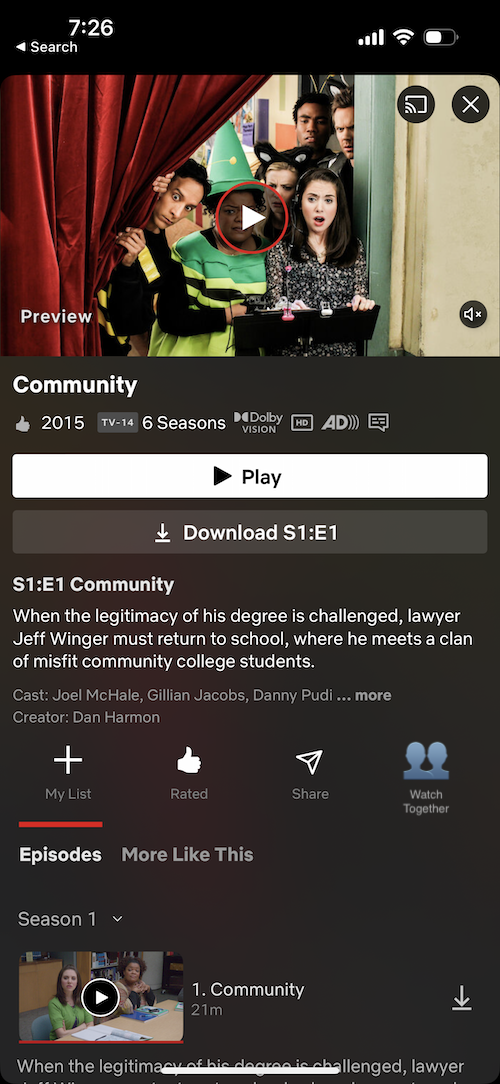 7:26
◀ Search
Preview
Community
2015 TV-14 6 Seasons Dolby VISION HD AD
Play
Download S1:E1
S1:E1 Community
When the legitimacy of his degree is challenged, lawyer
Jeff Winger must return to school, where he meets a clan
of misfit community college students.
Cast: Joel McHale, Gillian Jacobs, Danny Pudi ... more
Creator: Dan Harmon
My List
Rated
Share
Watch
Together
Episodes More Like This
Season 1
1. Community
21m
When the legitimacy of his degree is challenged, lawyer